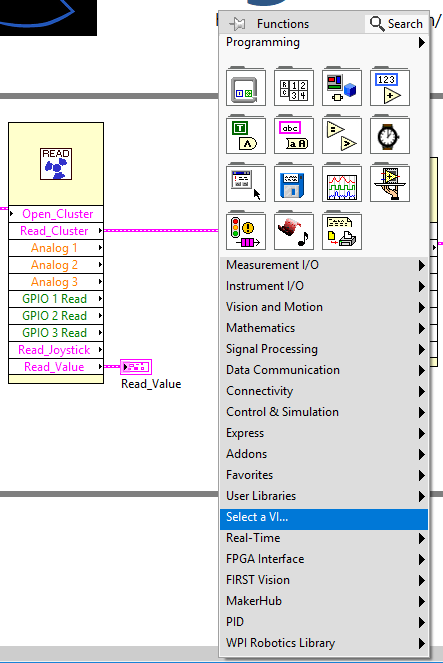 n/
Functions
Search
Programming
123
abc
aA
READ
Open_Cluster
Read_Cluster
Analog 1
Analog 2
Analog 3
GPIO 1 Read
GPIO 2 Read
GPIO 3 Read
Read_Joystick
Read_Value
Read_Value
Measurement I/O
Instrument I/O
Vision and Motion
Mathematics
Signal Processing
Data Communication
Connectivity
Control & Simulation
Express
Addons
Favorites
User Libraries
Select a VI...
Real-Time
FPGA Interface
FIRST Vision
MakerHub
PID
WPI Robotics Library